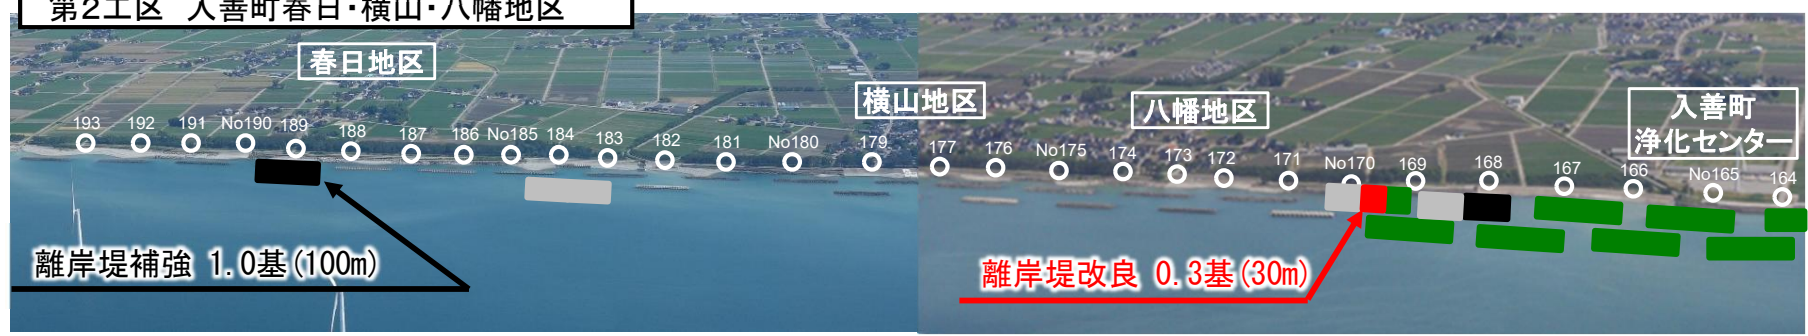 第2工区 入善町春日・横山・八幡地区
春日地区
横山地区
八幡地区
入善町
浄化センター
193 192 191 No190 189 188 187 186 No185 184 183 182 181 No180 179 177 176 No175 174 173 172 171 No170 169 168 167 166 No165 164
離岸堤補強 1.0基(100m)
離岸堤改良 0.3基(30m)